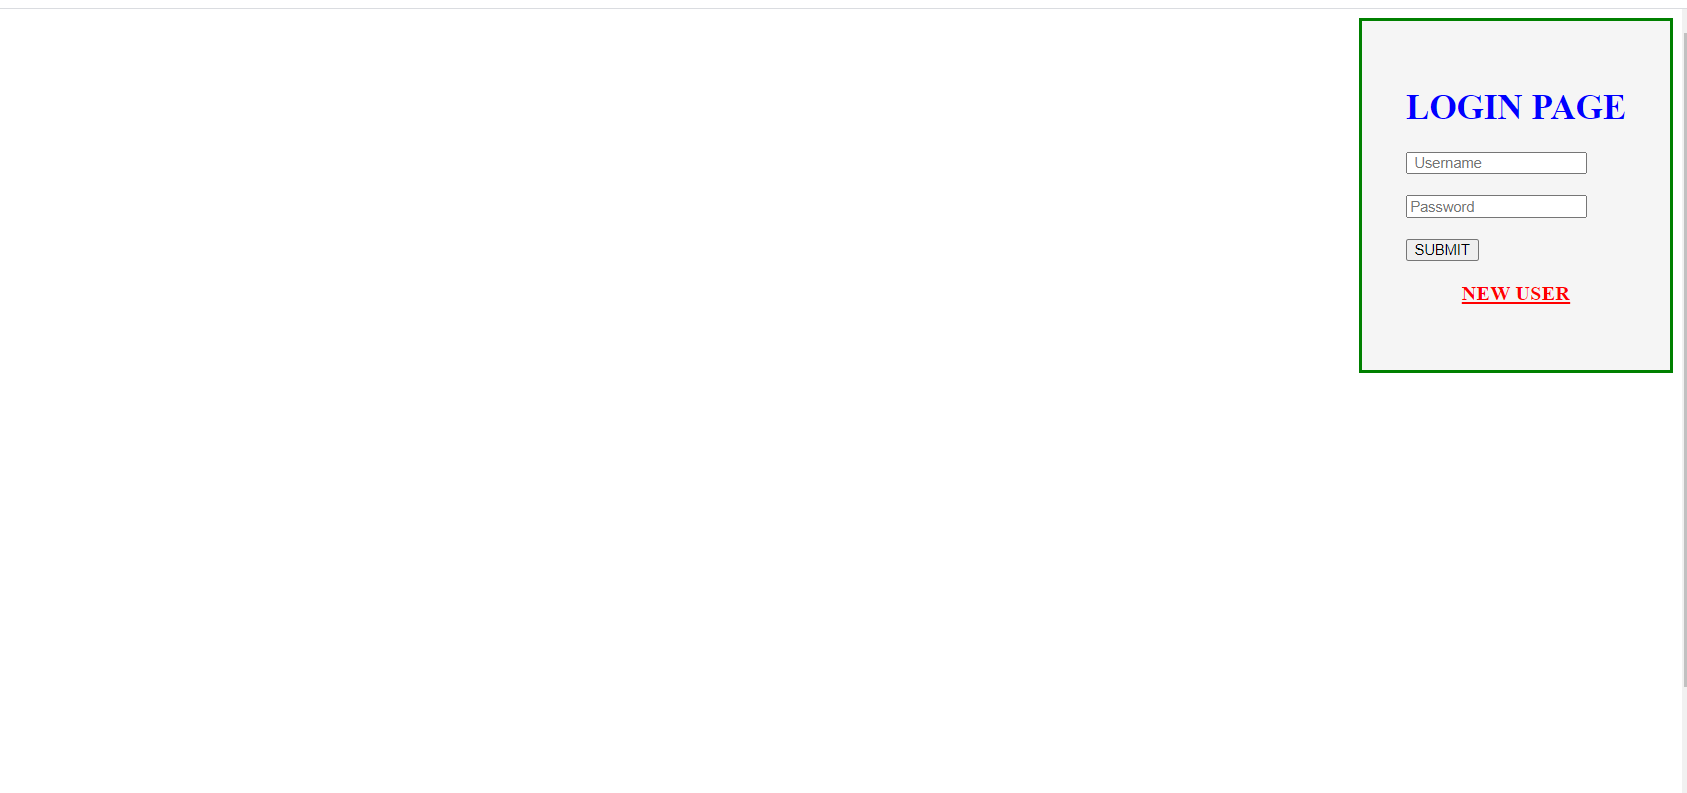 LOGIN PAGE
Username
Password
SUBMIT
NEW USER